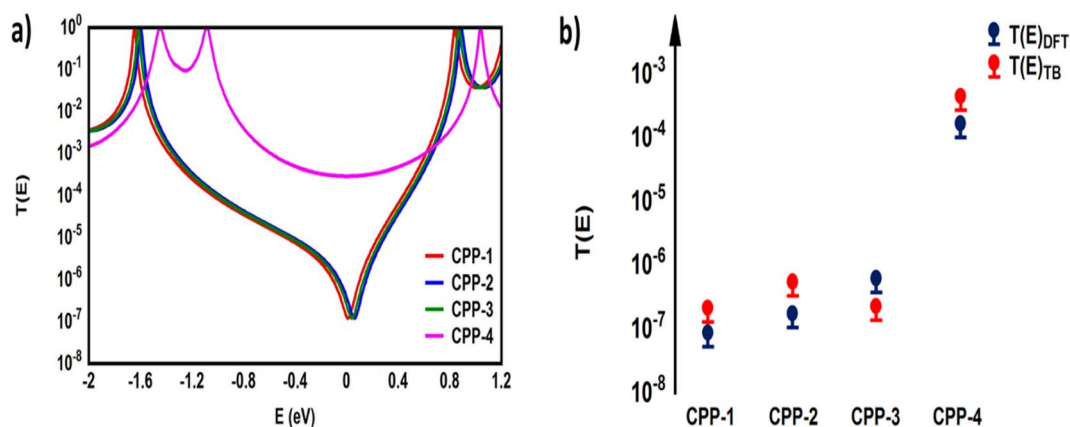 a)
T(E)
10⁰
10⁻¹
10⁻²
10⁻³
10⁻⁴
10⁻⁵
10⁻⁶
10⁻⁷
10⁻⁸
CPP-1
CPP-2
CPP-3
CPP-4
-2 -1.6 -1.2 -0.8 -0.4 0 0.4 0.8 1.2
E (eV)
b)
T(E)DFT
T(E)TB
T(E)
10⁻³
10⁻⁴
10⁻⁵
10⁻⁶
10⁻⁷
10⁻⁸
CPP-1 CPP-2 CPP-3 CPP-4